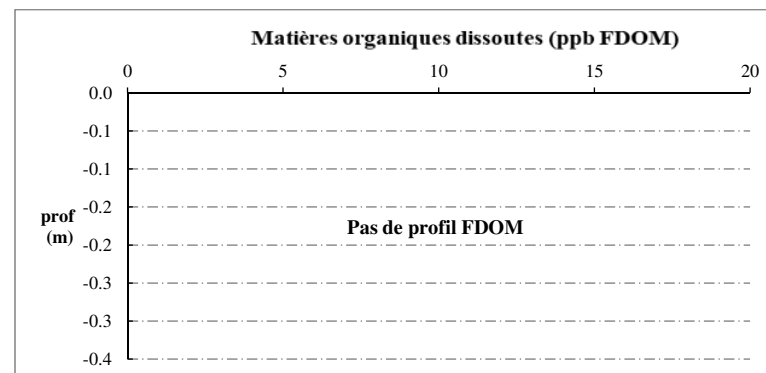 Matières organiques dissoutes (ppb FDOM)
0 5 10 15 20
0.0
-0.1
-0.1
-0.2
prof
(m)
Pas de profil FDOM
-0.2
-0.3
-0.3
-0.4